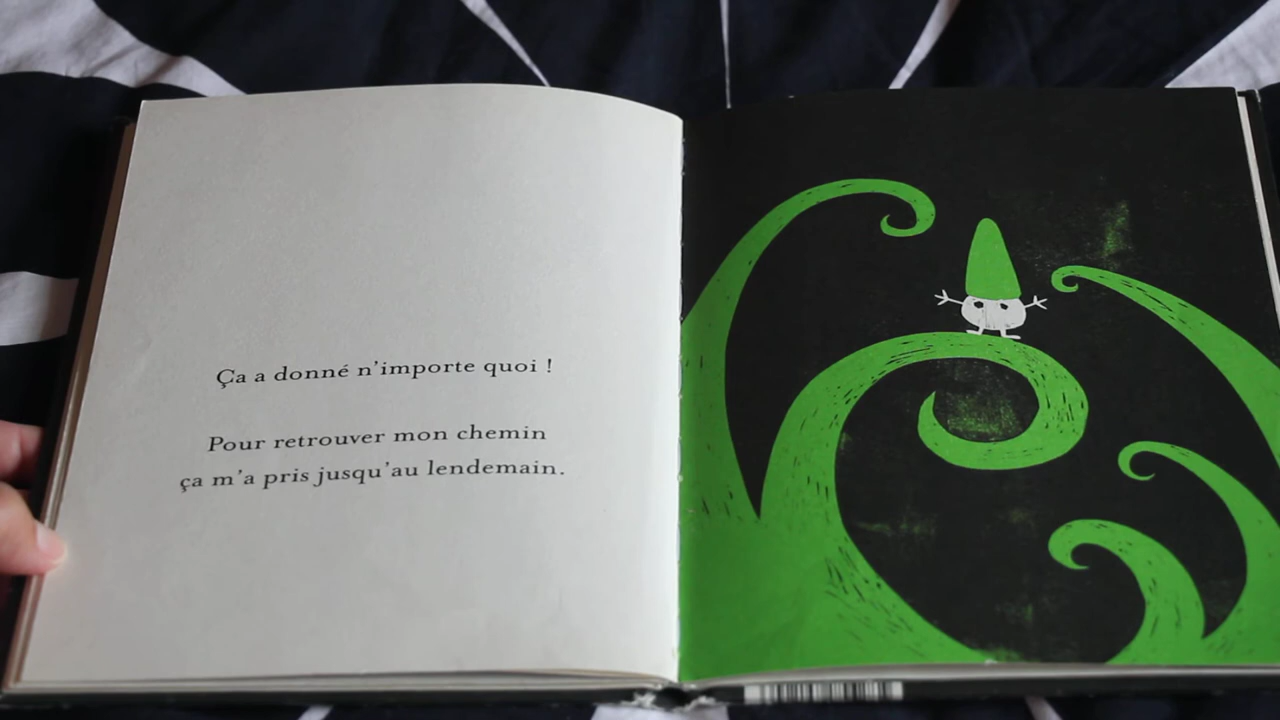 Ça a donné n'importe quoi !
Pour retrouver mon chemin
ça m'a pris jusqu'au lendemain.